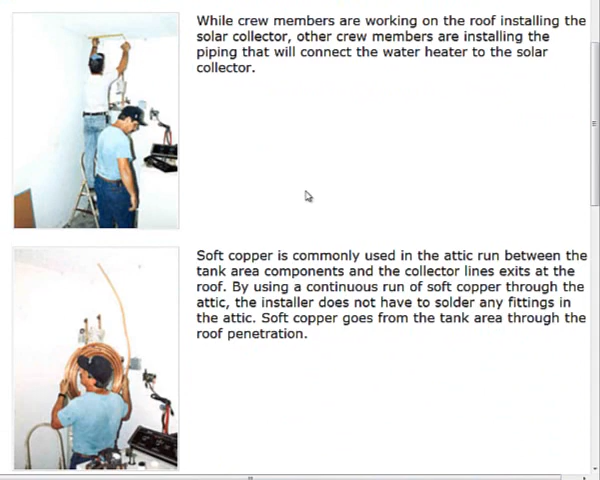 While crew members are working on the roof installing the
solar collector, other crew members are installing the
piping that will connect the water heater to the solar
collector.
Soft copper is commonly used in the attic run between the
tank area components and the collector lines exits at the
roof. By using a continuous run of soft copper through the
attic, the installer does not have to solder any fittings in
the attic. Soft copper goes from the tank area through the
roof penetration.